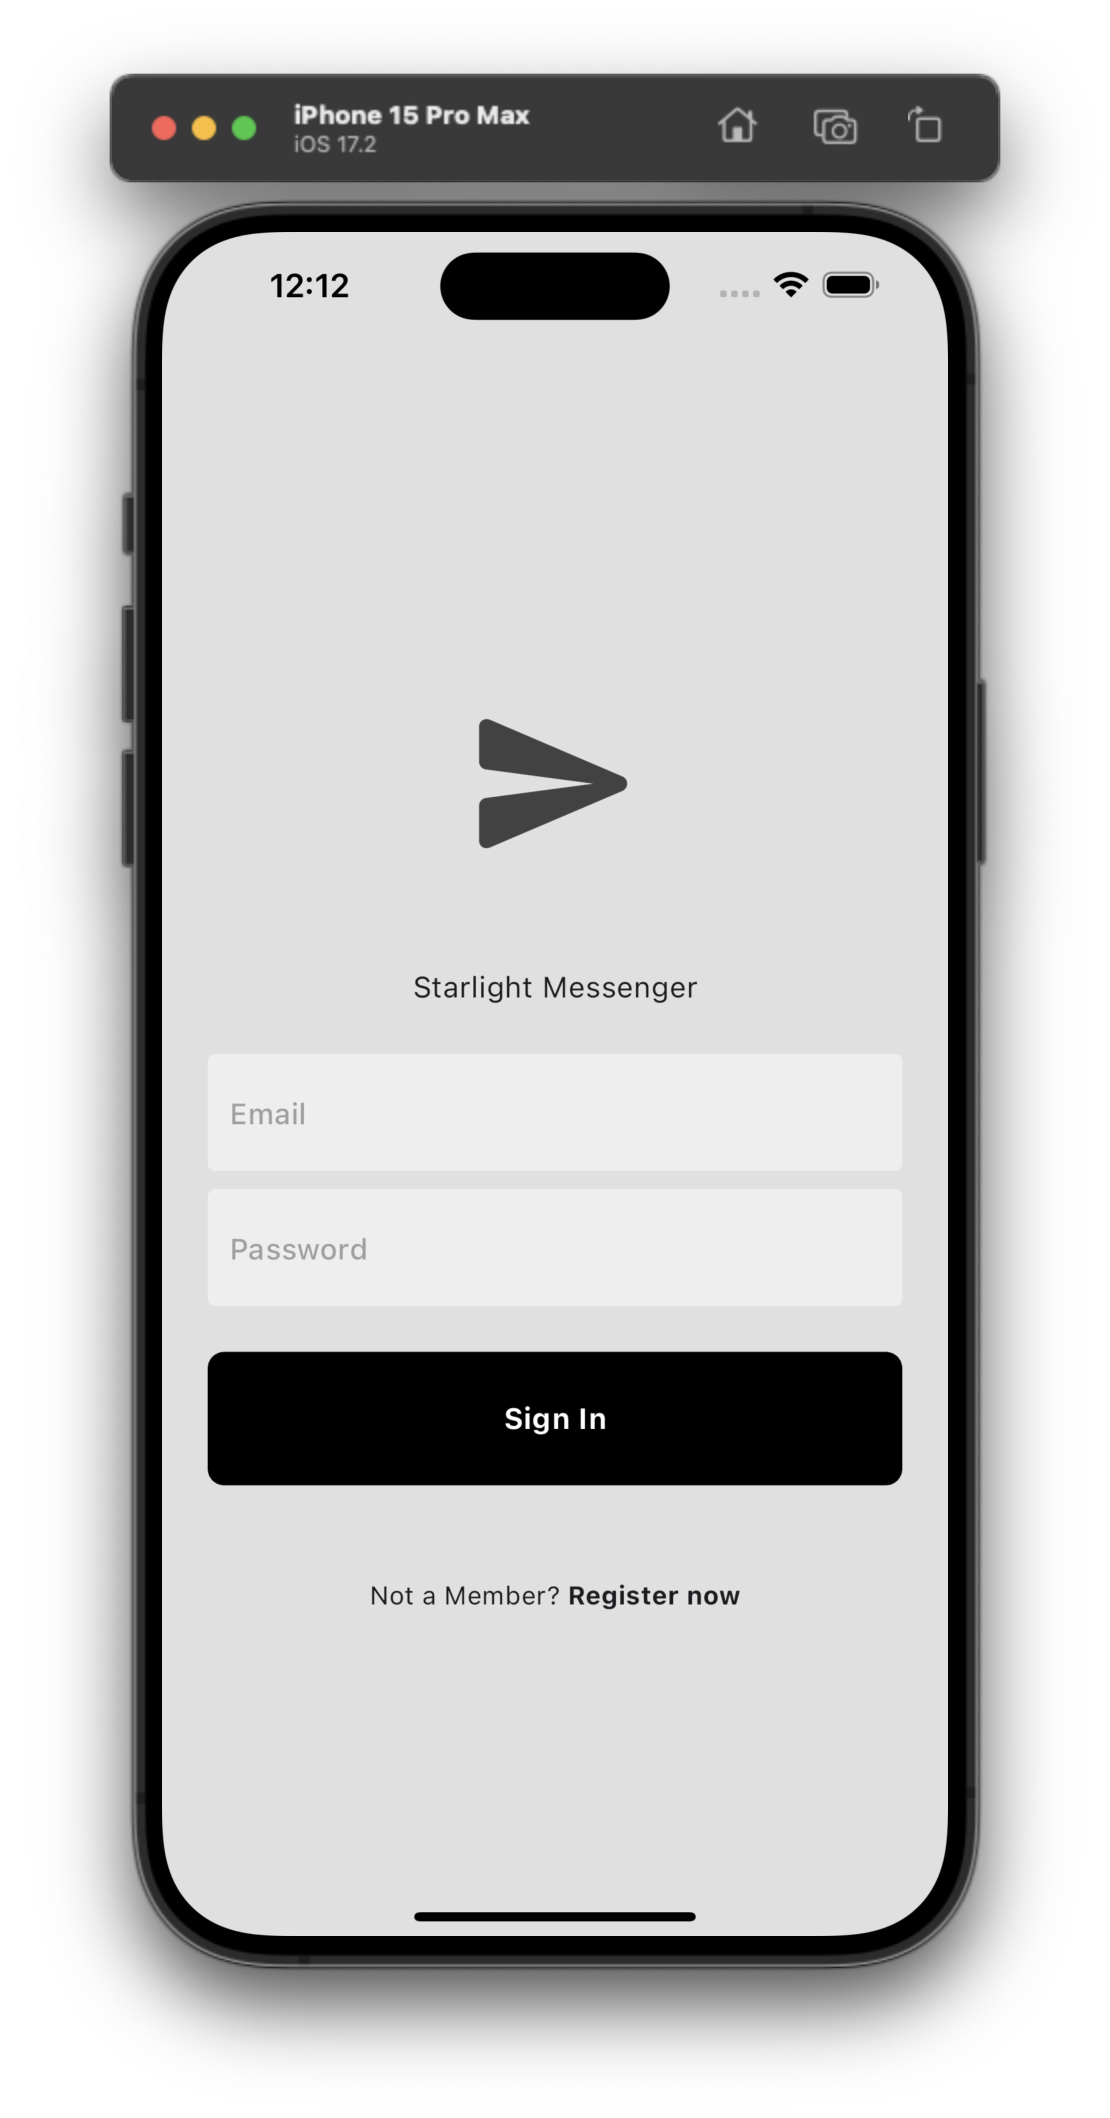 iPhone 15 Pro Max
iOS 17.2
12:12
Starlight Messenger
Email
Password
Sign In
Not a Member? Register now